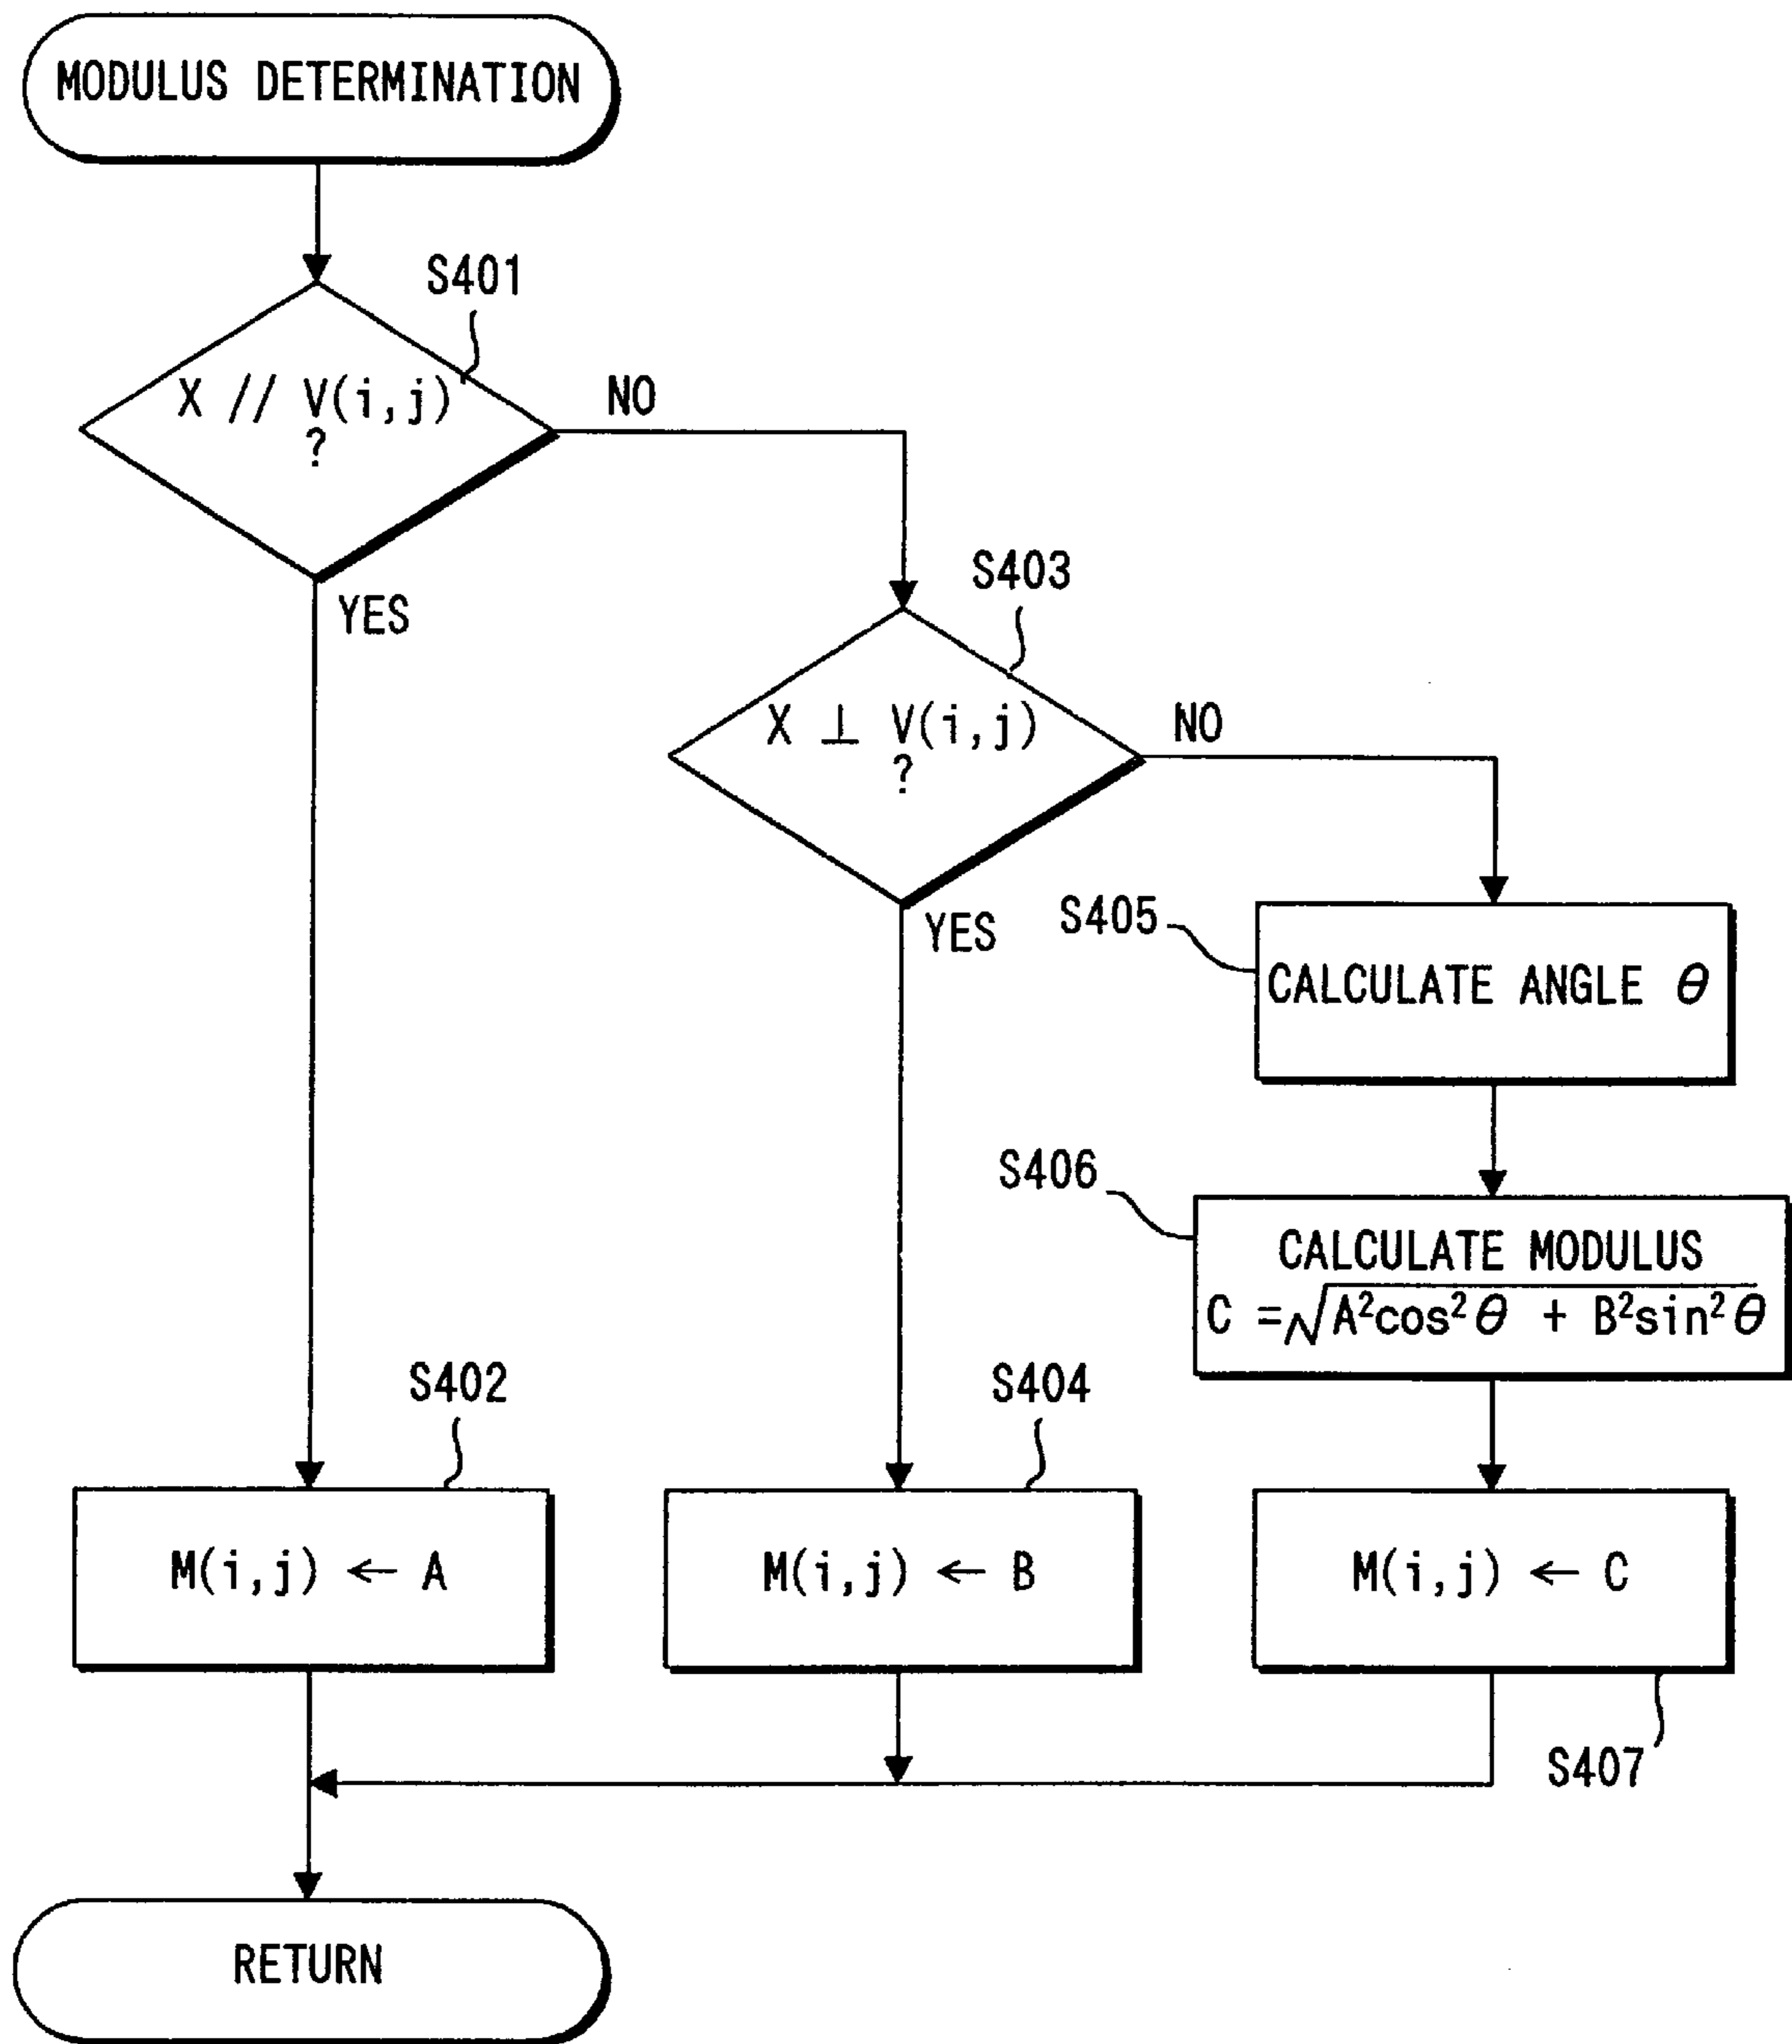 MODULUS DETERMINATION
S401
X // V(i,j)
?
NO
YES
S403
X ⊥ V(i,j)
?
NO
YES
S405
CALCULATE ANGLE θ
S406
CALCULATE MODULUS
C =√A²cos²θ + B²sin²θ
S402
M(i,j) ← A
S404
M(i,j) ← B
M(i,j) ← C
S407
RETURN